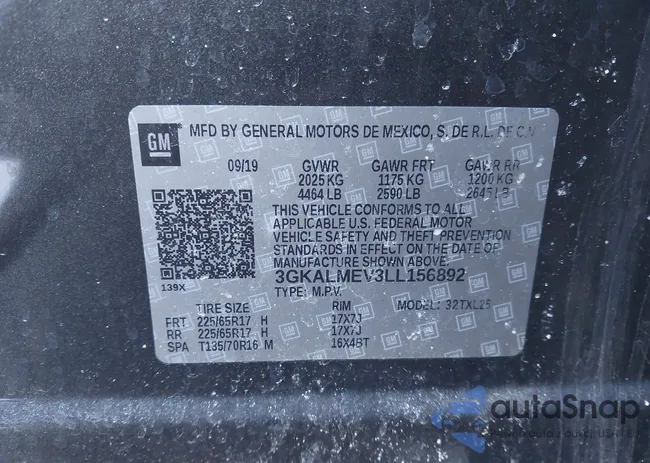 GM
MFD BY GENERAL MOTORS DE MEXICO, S. DE R.L. DE C.V
09/19 GVWR GAWR FRT GAWR RR
2025 KG 1175 KG 1200 KG
4464 LB 2590 LB 2645 LB
THIS VEHICLE CONFORMS TO ALL
APPLICABLE U.S. FEDERAL MOTOR
VEHICLE SAFETY AND THEFT PREVENTION
STANDARDS IN EFFECT ON THE DATE OF
MANUFACTURE SHOWN ABOVE.
139X
3GKALMEV3LL156892
TYPE: M.P.V. MODEL: 32TXL25
TIRE SIZE RIM
FRT 225/65R17 H 17X7J
RR 225/65R17 H 17X7J
SPA T135/70R16 M 16X4BT
autaSnap